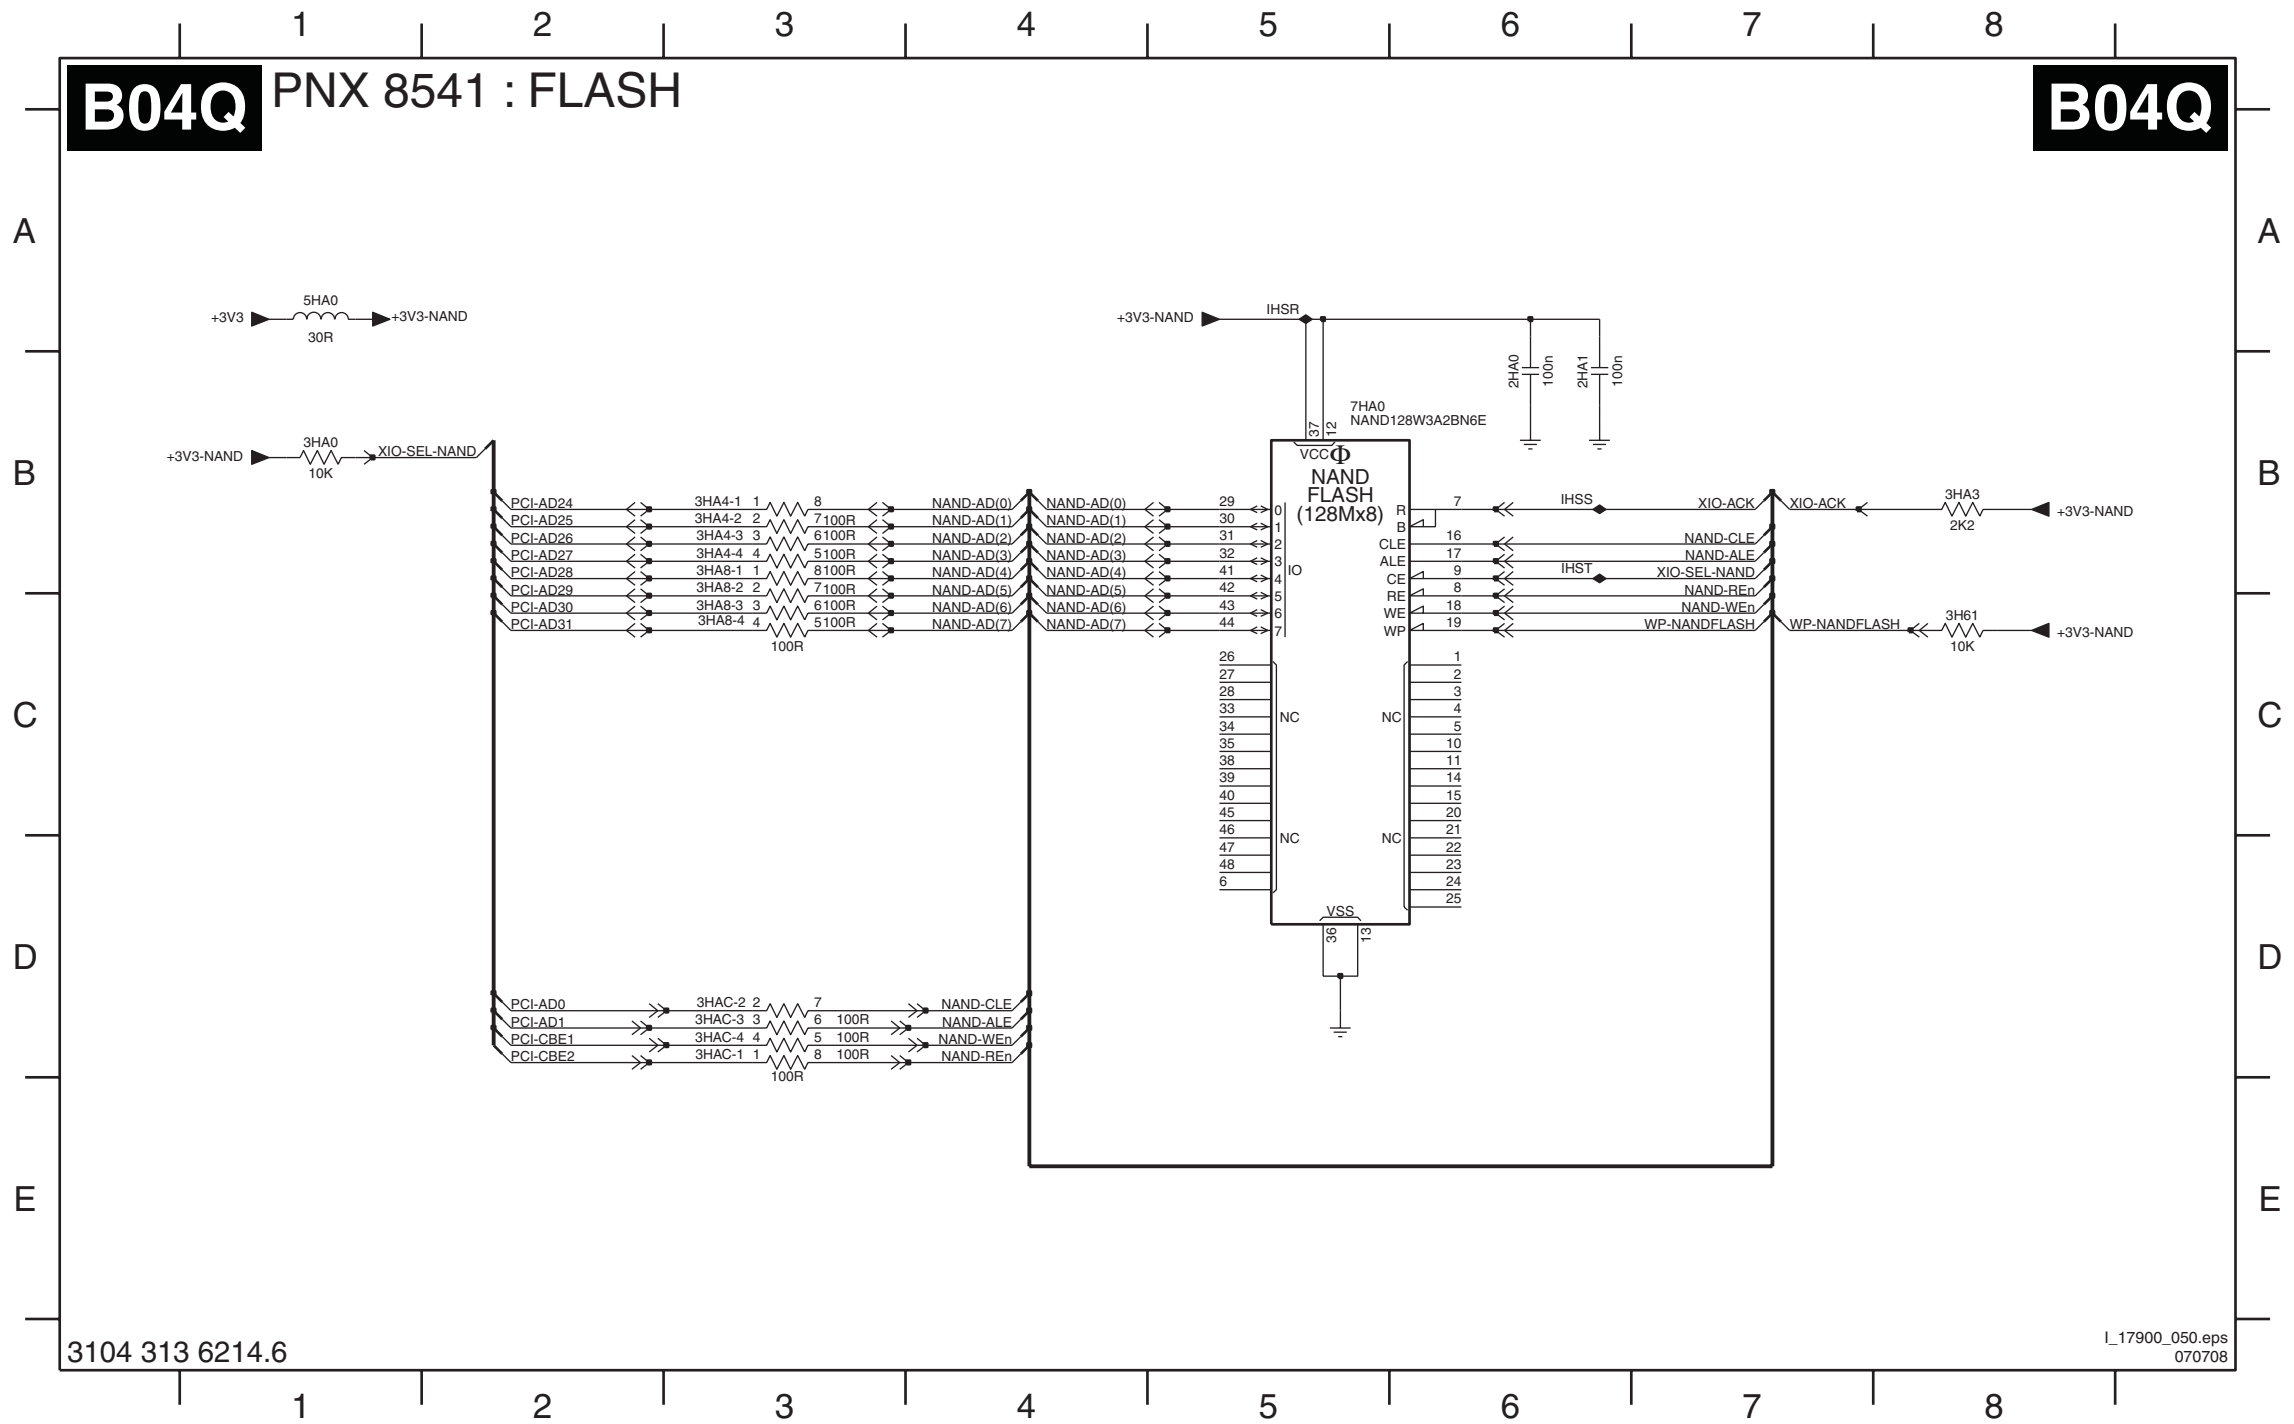 1 2 3 4 5 6 7 8
B04Q PNX 8541 : FLASH B04Q
A A
5HA0
+3V3 +3V3-NAND
30R
+3V3-NAND IHSR
2HA0 100n 2HA1 100n
7HA0
NAND128W3A2BN6E
37 12
3HA0
+3V3-NAND XIO-SEL-NAND
10K
B B
VCC Φ
NAND
FLASH
(128Mx8)
PCI-AD24 3HA4-1 1 8 NAND-AD(0) NAND-AD(0) 29 0 R 7 IHSS XIO-ACK XIO-ACK 3HA3 +3V3-NAND
2K2
PCI-AD25 3HA4-2 2 7 100R NAND-AD(1) NAND-AD(1) 30 1 B
PCI-AD26 3HA4-3 3 6 100R NAND-AD(2) NAND-AD(2) 31 2 CLE 16 NAND-CLE
PCI-AD27 3HA4-4 4 5 100R NAND-AD(3) NAND-AD(3) 32 3 ALE 17 NAND-ALE
IO
PCI-AD28 3HA8-1 1 8 100R NAND-AD(4) NAND-AD(4) 41 4 CE 9 IHST XIO-SEL-NAND
PCI-AD29 3HA8-2 2 7 100R NAND-AD(5) NAND-AD(5) 42 5 RE 8 NAND-REn
PCI-AD30 3HA8-3 3 6 100R NAND-AD(6) NAND-AD(6) 43 6 WE 18 NAND-WEn
PCI-AD31 3HA8-4 4 5 100R NAND-AD(7) NAND-AD(7) 44 7 WP 19 WP-NANDFLASH WP-NANDFLASH 3H61 +3V3-NAND
100R 10K
26 1
27 2
28 3
33 NC NC 4
C C
34 5
35 10
38 11
39 14
40 15
45 20
46 NC NC 21
47 22
48 23
6 24
25
VSS
36 13
D D
PCI-AD0 3HAC-2 2 7 NAND-CLE
PCI-AD1 3HAC-3 3 6 100R NAND-ALE
PCI-CBE1 3HAC-4 4 5 100R NAND-WEn
PCI-CBE2 3HAC-1 1 8 100R NAND-REn
100R
E E
3104 313 6214.6
I_17900_050.eps
070708
1 2 3 4 5 6 7 8